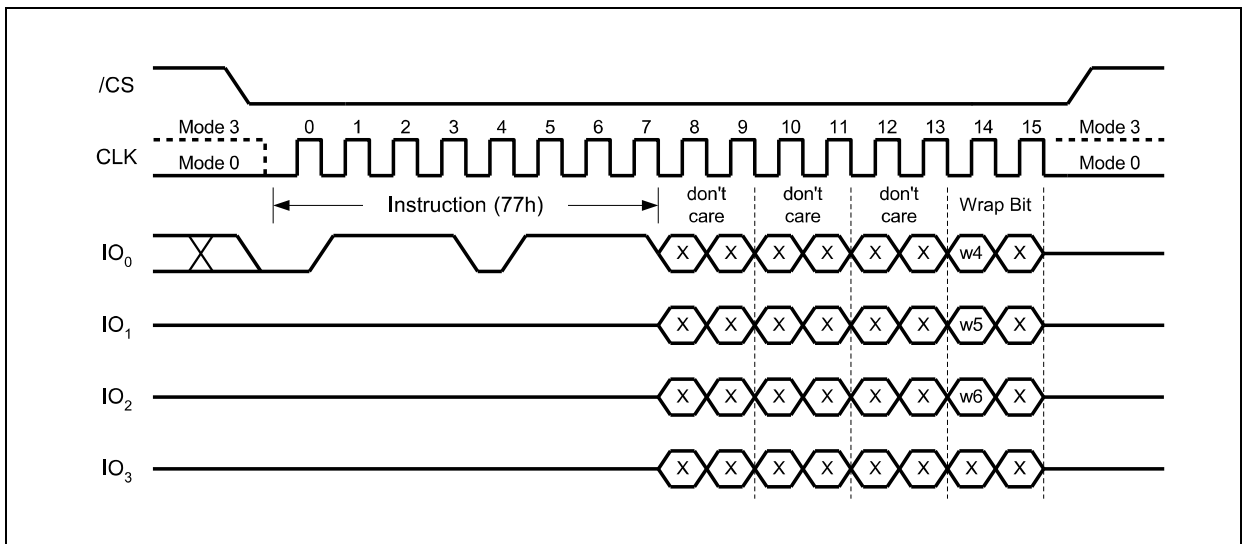 /CS
Mode 3 0 1 2 3 4 5 6 7 8 9 10 11 12 13 14 15 Mode 3
CLK Mode 0 Mode 0
Instruction (77h) don't care don't care don't care Wrap Bit
IO0 X X X X X X w4 X
IO1 X X X X X X w5 X
IO2 X X X X X X w6 X
IO3 X X X X X X X X